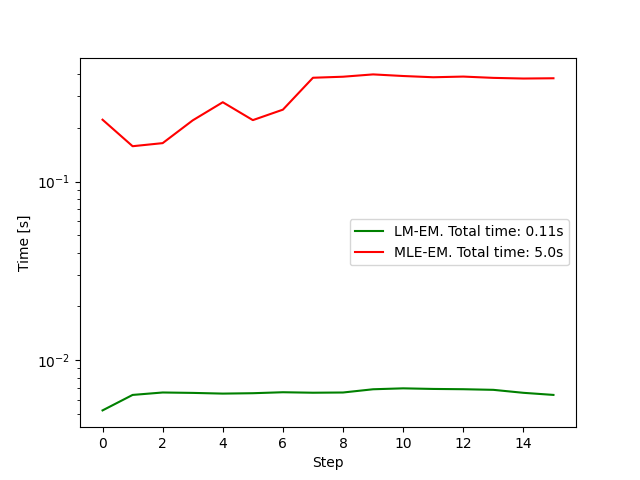 Time [s]
10⁻¹
10⁻²
LM-EM. Total time: 0.11s
MLE-EM. Total time: 5.0s
0 2 4 6 8 10 12 14
Step